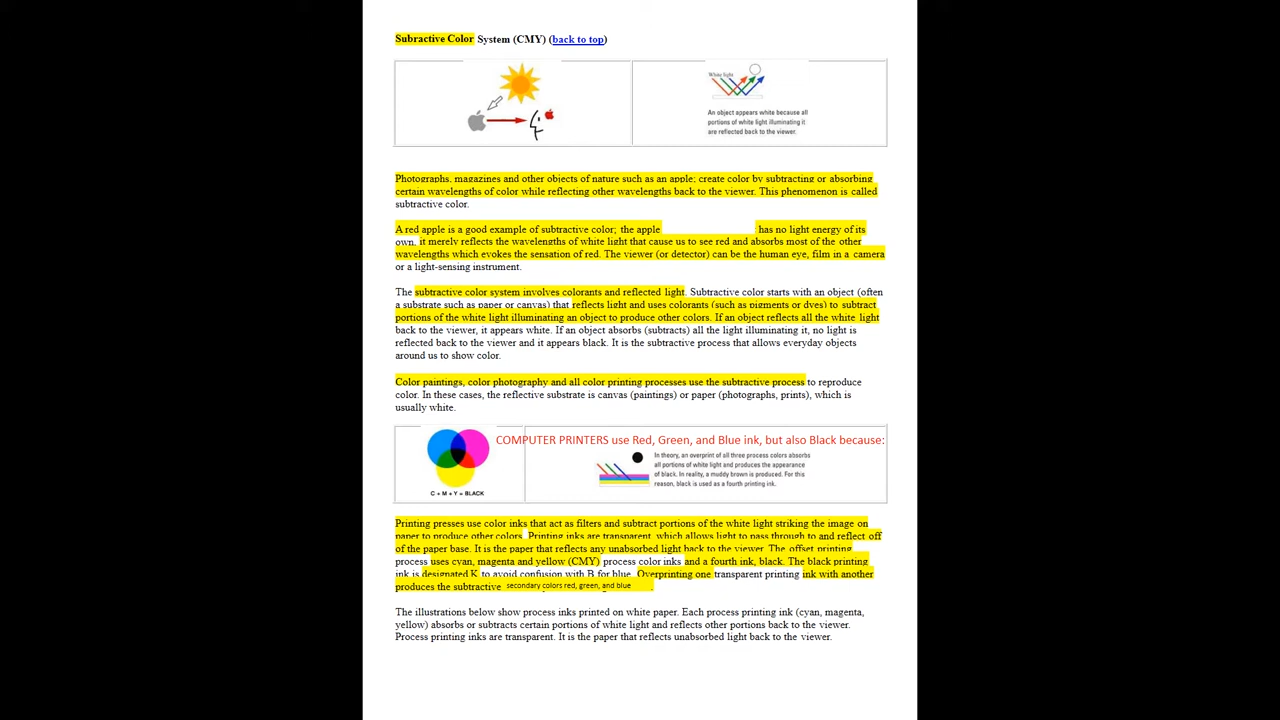 Subractive Color System (CMY) (back to top)
White light
An object appears white because all
portions of white light illuminating it
are reflected back to the viewer.
Photographs, magazines and other objects of nature such as an apple; create color by subtracting or absorbing
certain wavelengths of color while reflecting other wavelengths back to the viewer. This phenomenon is called
subtractive color.
A red apple is a good example of subtractive color; the apple has no light energy of its
own, it merely reflects the wavelengths of white light that cause us to see red and absorbs most of the other
wavelengths which evokes the sensation of red. The viewer (or detector) can be the human eye, film in a camera
or a light-sensing instrument.
The subtractive color system involves colorants and reflected light. Subtractive color starts with an object (often
a substrate such as paper or canvas) that reflects light and uses colorants (such as pigments or dyes) to subtract
portions of the white light illuminating an object to produce other colors. If an object reflects all the white light
back to the viewer, it appears white. If an object absorbs (subtracts) all the light illuminating it, no light is
reflected back to the viewer and it appears black. It is the subtractive process that allows everyday objects
around us to show color.
Color paintings, color photography and all color printing processes use the subtractive process to reproduce
color. In these cases, the reflective substrate is canvas (paintings) or paper (photographs, prints), which is
usually white.
COMPUTER PRINTERS use Red, Green, and Blue ink, but also Black because:
In theory, an overprint of all three process colors absorbs
all portions of white light and produces the appearance
of black. In reality, a muddy brown is produced. For this
reason, black is used as a fourth printing ink.
C + M + Y = BLACK
Printing presses use color inks that act as filters and subtract portions of the white light striking the image on
paper to produce other colors. Printing inks are transparent, which allows light to pass through to and reflect off
of the paper base. It is the paper that reflects any unabsorbed light back to the viewer. The offset printing
process uses cyan, magenta and yellow (CMY) process color inks and a fourth ink, black. The black printing
ink is designated K to avoid confusion with B for blue. Overprinting one transparent printing ink with another
produces the subtractive secondary colors red, green, and blue .
The illustrations below show process inks printed on white paper. Each process printing ink (cyan, magenta,
yellow) absorbs or subtracts certain portions of white light and reflects other portions back to the viewer.
Process printing inks are transparent. It is the paper that reflects unabsorbed light back to the viewer.